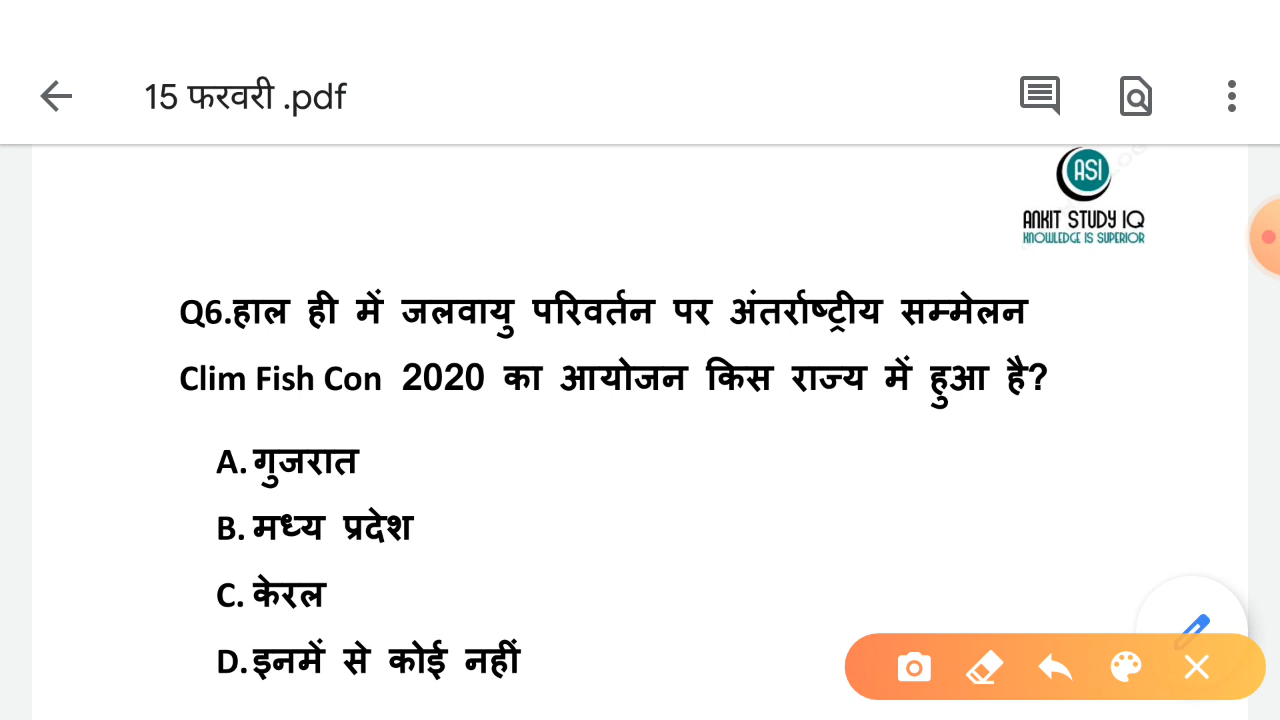 15 फरवरी .pdf
ASI
ANKIT STUDY IQ
KNOWLEDGE IS SUPERIOR
Q6.हाल ही में जलवायु परिवर्तन पर अंतर्राष्ट्रीय सम्मेलन
Clim Fish Con 2020 का आयोजन किस राज्य में हुआ है?
A. गुजरात
B. मध्य प्रदेश
C. केरल
D. इनमें से कोई नहीं